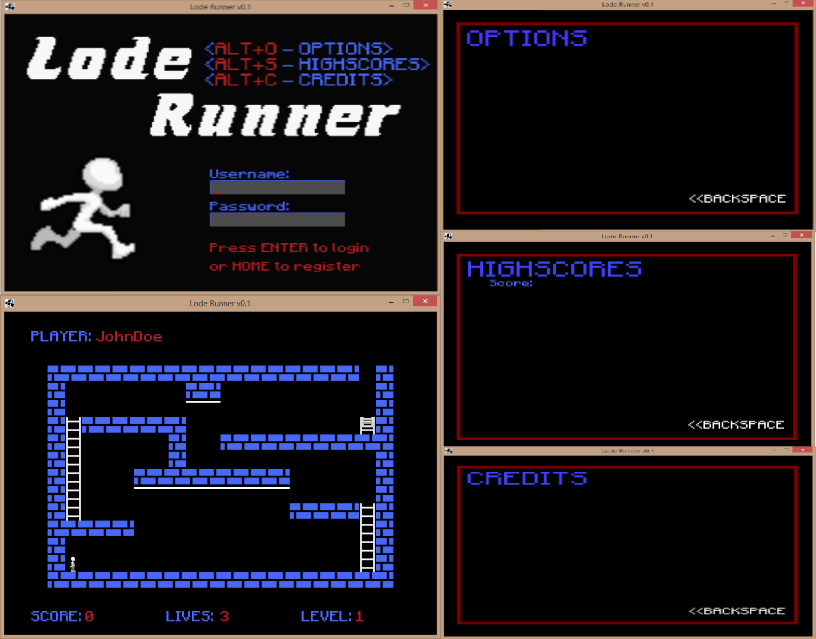 Lode Runner v0.1
Lode
Runner
<ALT+O - OPTIONS>
<ALT+S - HIGHSCORES>
<ALT+C - CREDITS>
Username:
Password:
Press ENTER to login
or HOME to register
Lode Runner v0.1
OPTIONS
<<BACKSPACE
Lode Runner v0.1
HIGHSCORES
Score:
<<BACKSPACE
Lode Runner v0.1
PLAYER: JohnDoe
SCORE:0 LIVES: 3 LEVEL:1
Lode Runner v0.1
CREDITS
<<BACKSPACE